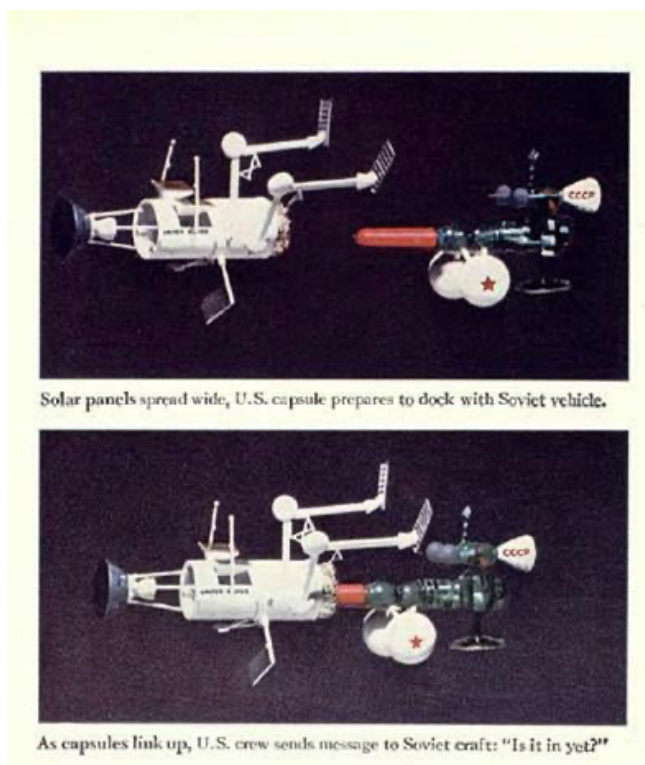 CCCP
Solar panels spread wide, U.S. capsule prepares to dock with Soviet vehicle.
CCCP
As capsules link up, U.S. crew sends message to Soviet craft: "Is it in yet?"